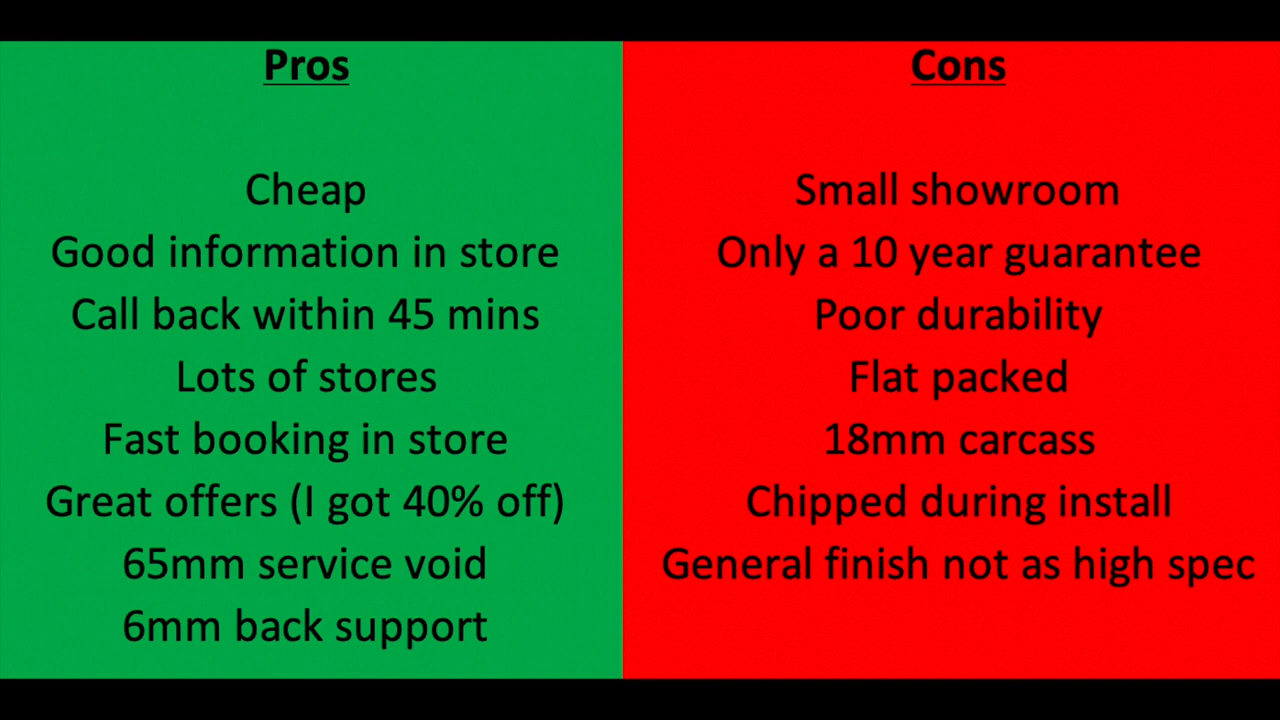 Pros
Cheap
Good information in store
Call back within 45 mins
Lots of stores
Fast booking in store
Great offers (I got 40% off)
65mm service void
6mm back support
Cons
Small showroom
Only a 10 year guarantee
Poor durability
Flat packed
18mm carcass
Chipped during install
General finish not as high spec